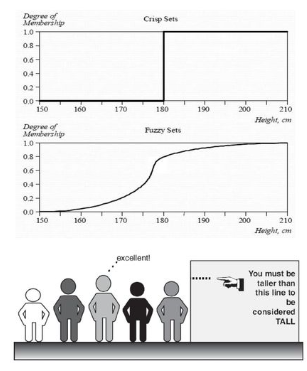 Degree of
Membership
Crisp Sets
1.0
0.8
0.6
0.4
0.2
0.0
150 160 170 180 190 200 210
Height, cm
Degree of
Membership
Fuzzy Sets
1.0
0.8
0.6
0.4
0.2
0.0
150 160 170 180 190 200 210
Height, cm
excellent!
You must be
taller than
this line to
be
considered
TALL